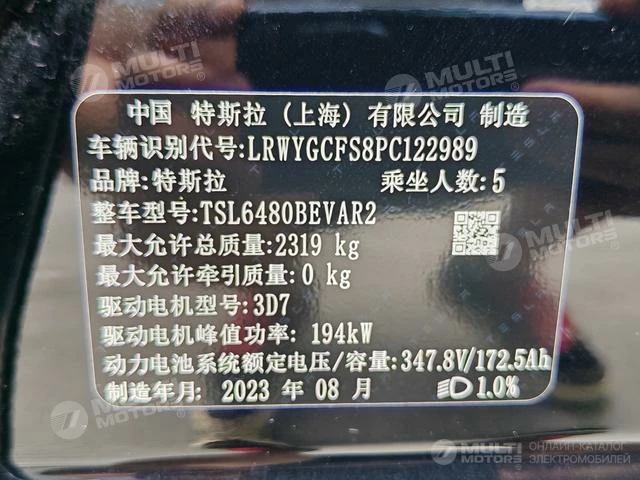 MULTI MOTORS
MULTI MOTORS
中国 特斯拉 (上海) 有限公司 制造
车辆识别代号:LRWYGCFS8PC122989
品牌:特斯拉 乘坐人数:5
整车型号:TSL6480BEVAR2
最大允许总质量:2319 kg
最大允许牵引质量:0 kg
驱动电机型号:3D7
驱动电机峰值功率: 194kW
动力电池系统额定电压/容量:347.8V/172.5Ah
制造年月: 2023 年 08 月 1.0%
MULTI MOTORS
MULTI MOTORS
MULTI MOTORS
MULTI MOTORS ОНЛАЙН-КАТАЛОГ
ЭЛЕКТРОМОБИЛЕЙ